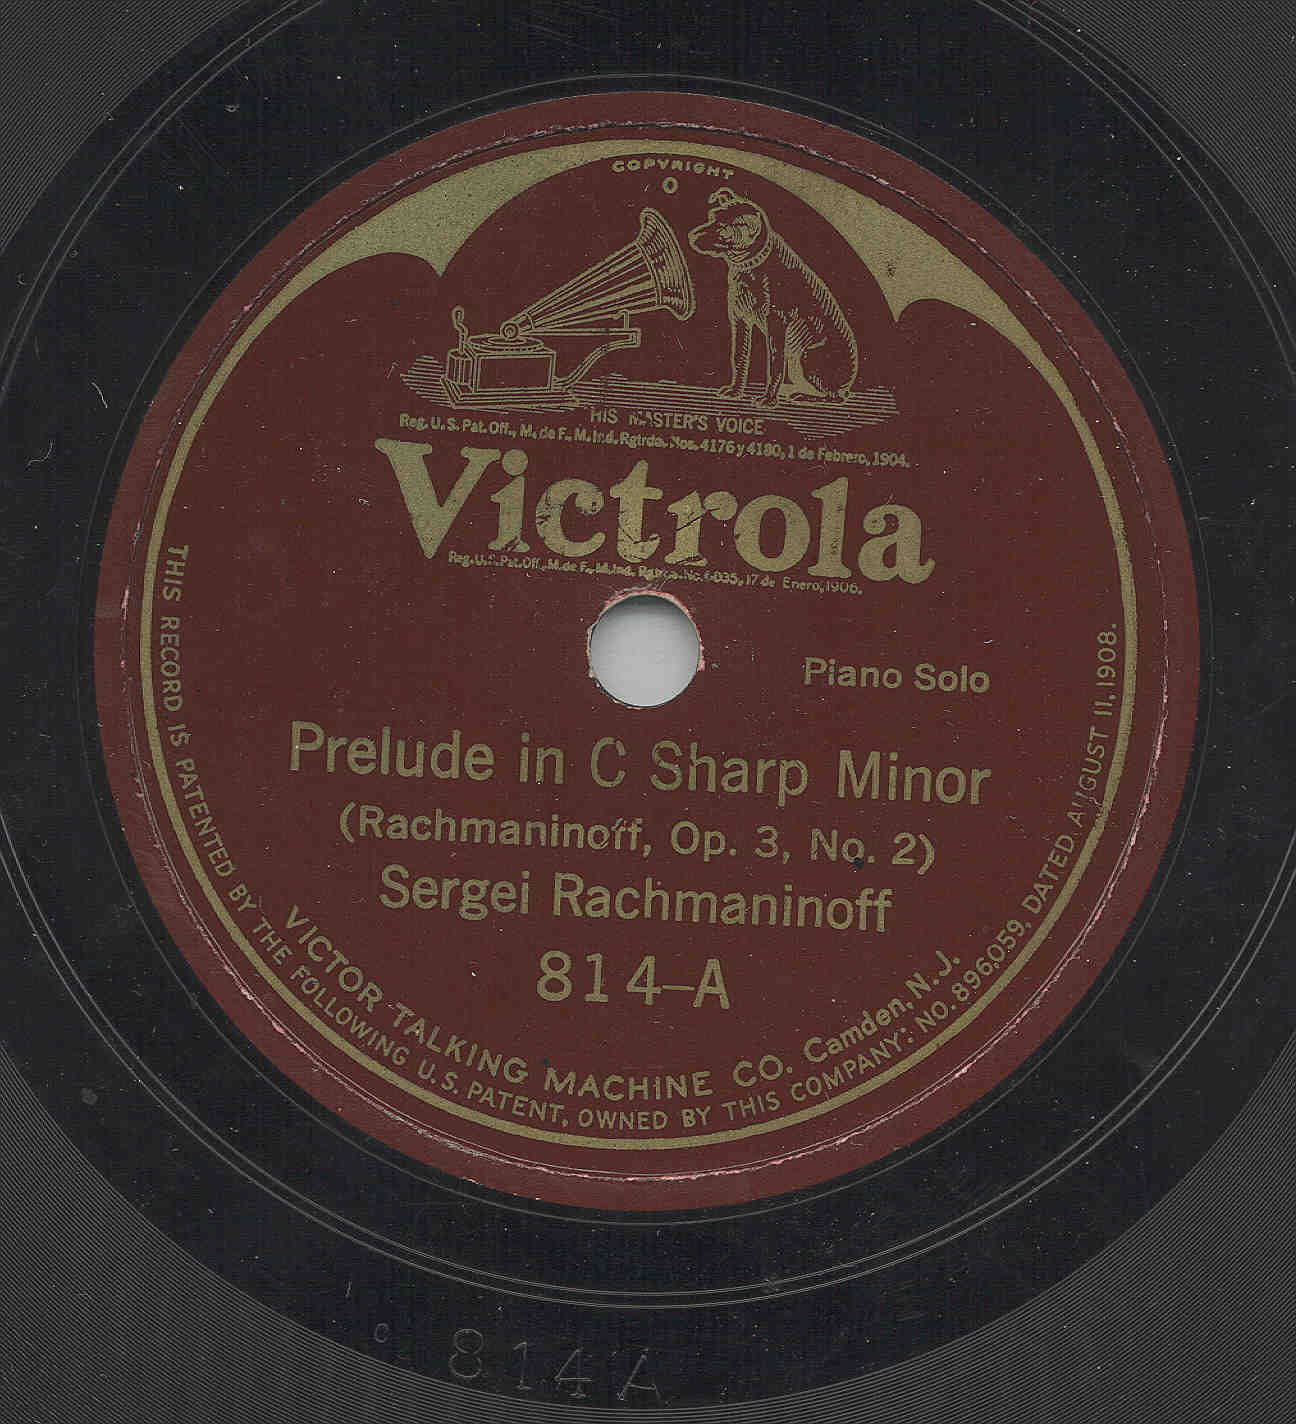 COPYRIGHT
HIS MASTER'S VOICE
Reg. U. S. Pat. Off., M. de F., M. Ind. Rgtrda. Nos. 4176 y 4180, 1 de Febrero, 1904.
Victrola
Reg. U.S. Pat. Off., M. de F., M. Ind. Rgtrda. No. 6035, 17 de Enero, 1906.
Piano Solo
Prelude in C Sharp Minor
(Rachmaninoff, Op. 3, No. 2)
Sergei Rachmaninoff
814–A
VICTOR TALKING MACHINE CO. Camden, N. J.
THIS RECORD IS PATENTED BY THE FOLLOWING U.S. PATENT, OWNED BY THIS COMPANY: NO. 896,059, DATED AUGUST 11, 1908.
C 814 A